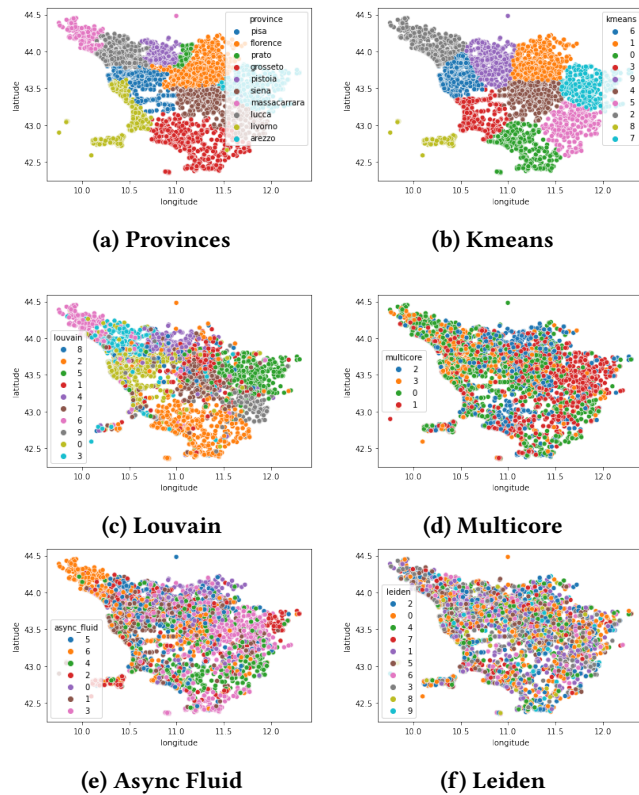 province
pisa
florence
prato
grosseto
pistoia
siena
massacarrara
lucca
livorno
arezzo
44.5
44.0
43.5
43.0
42.5
latitude
10.0 10.5 11.0 11.5 12.0
longitude
(a) Provinces
kmeans
6
1
0
3
9
4
5
2
8
7
44.5
44.0
43.5
43.0
42.5
latitude
10.0 10.5 11.0 11.5 12.0
longitude
(b) Kmeans
louvain
8
2
5
1
4
7
6
9
0
3
44.5
44.0
43.5
43.0
42.5
latitude
10.0 10.5 11.0 11.5 12.0
longitude
(c) Louvain
multicore
2
3
0
1
44.5
44.0
43.5
43.0
42.5
latitude
10.0 10.5 11.0 11.5 12.0
longitude
(d) Multicore
async_fluid
5
6
4
2
0
1
3
44.5
44.0
43.5
43.0
42.5
latitude
10.0 10.5 11.0 11.5 12.0
longitude
(e) Async Fluid
leiden
2
0
4
7
1
5
6
3
8
9
44.5
44.0
43.5
43.0
42.5
latitude
10.0 10.5 11.0 11.5 12.0
longitude
(f) Leiden